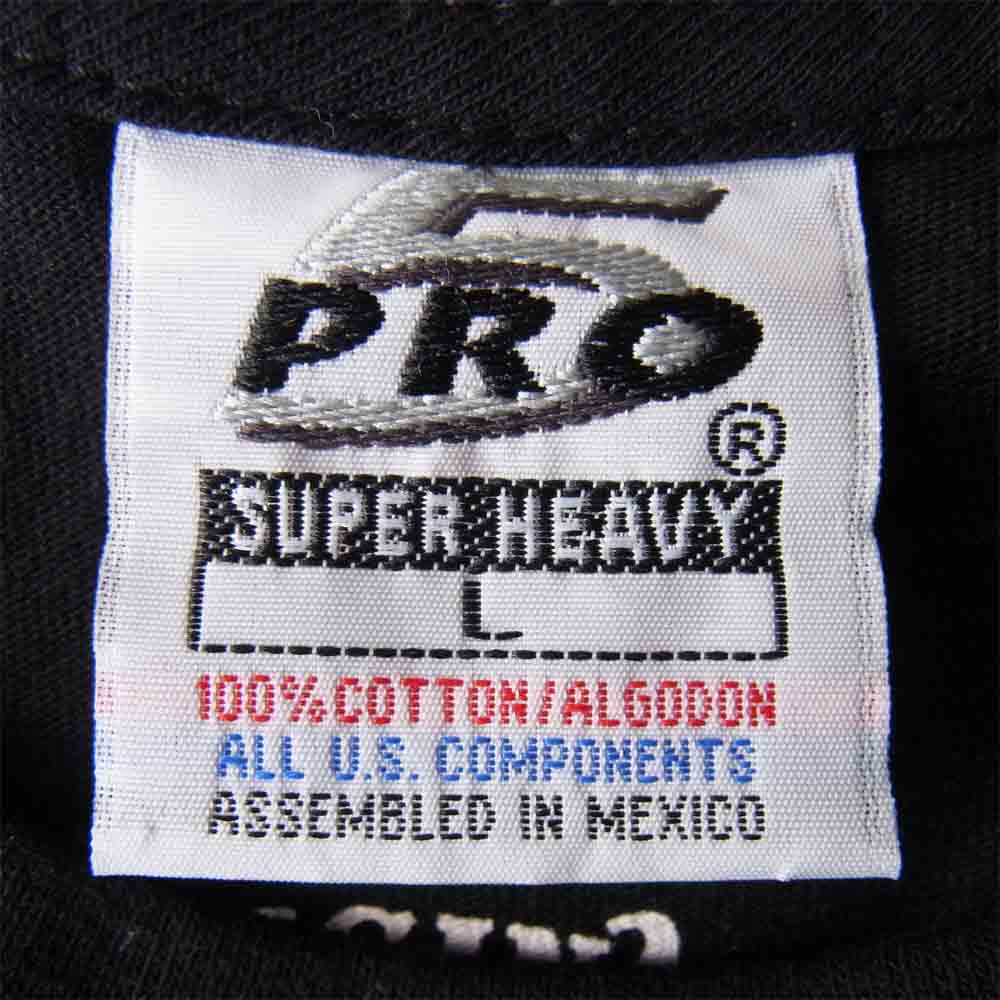 5
PRO
®
SUPER HEAVY
L
100% COTTON/ALGODON
ALL U.S. COMPONENTS
ASSEMBLED IN MEXICO